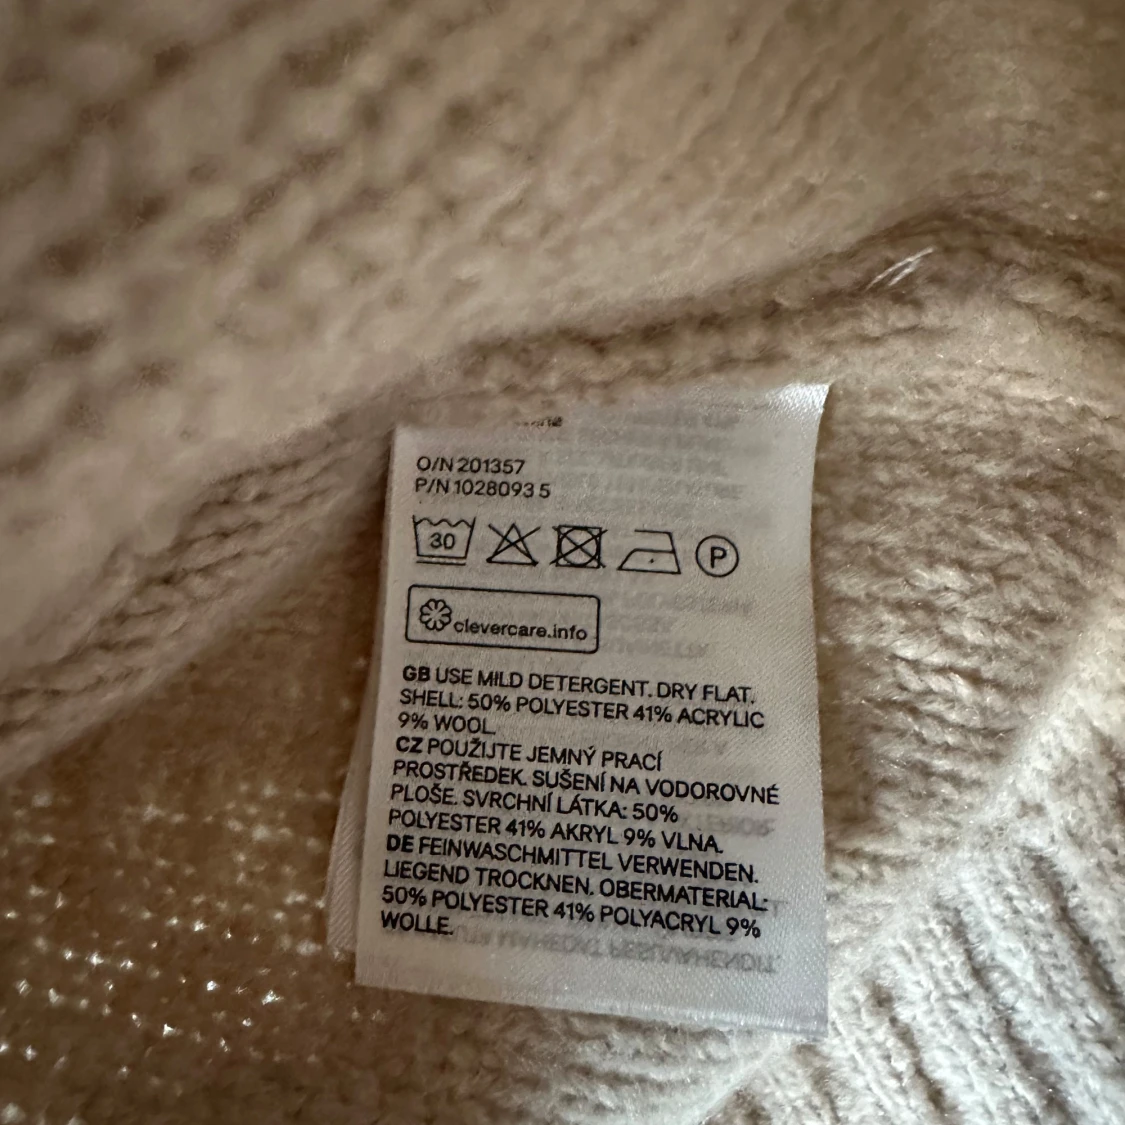 O/N 201357
P/N 1028093 5
30
P
clevercare.info
GB USE MILD DETERGENT. DRY FLAT.
SHELL: 50% POLYESTER 41% ACRYLIC
9% WOOL.
CZ POUŽIJTE JEMNÝ PRACÍ
PROSTŘEDEK. SUŠENÍ NA VODOROVNÉ
PLOŠE. SVRCHNÍ LÁTKA: 50%
POLYESTER 41% AKRYL 9% VLNA.
DE FEINWASCHMITTEL VERWENDEN.
LIEGEND TROCKNEN. OBERMATERIAL:
50% POLYESTER 41% POLYACRYL 9%
WOLLE.